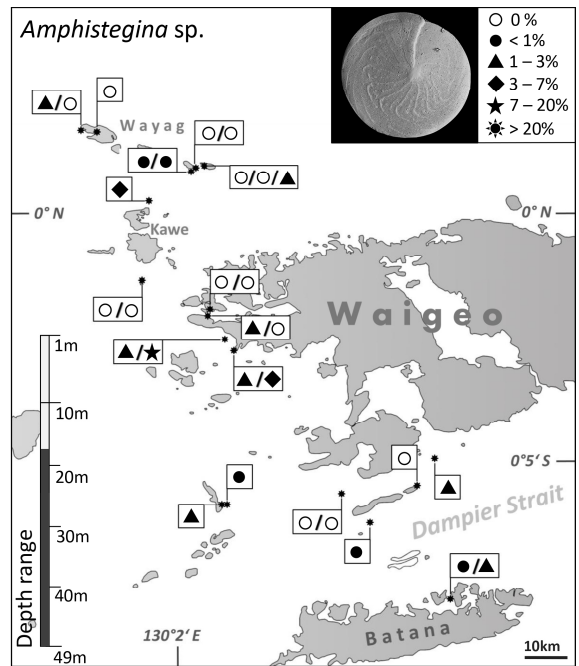 Amphistegina sp.
○ 0 %
● < 1%
▲ 1 – 3%
◆ 3 – 7%
★ 7 – 20%
✹ > 20%
○
▲/○
Wayag
○/○
●/●
○/○/▲
◆
0° N
0° N
Kawe
○/○
○/○
Waigeo
▲/○
1m
▲/★
▲/◆
10m
○
0°5‘ S
20m
●
▲
▲
○/○
Dampier Strait
30m
●
●/▲
40m
Depth range
130°2‘ E
Batana
10km
49m